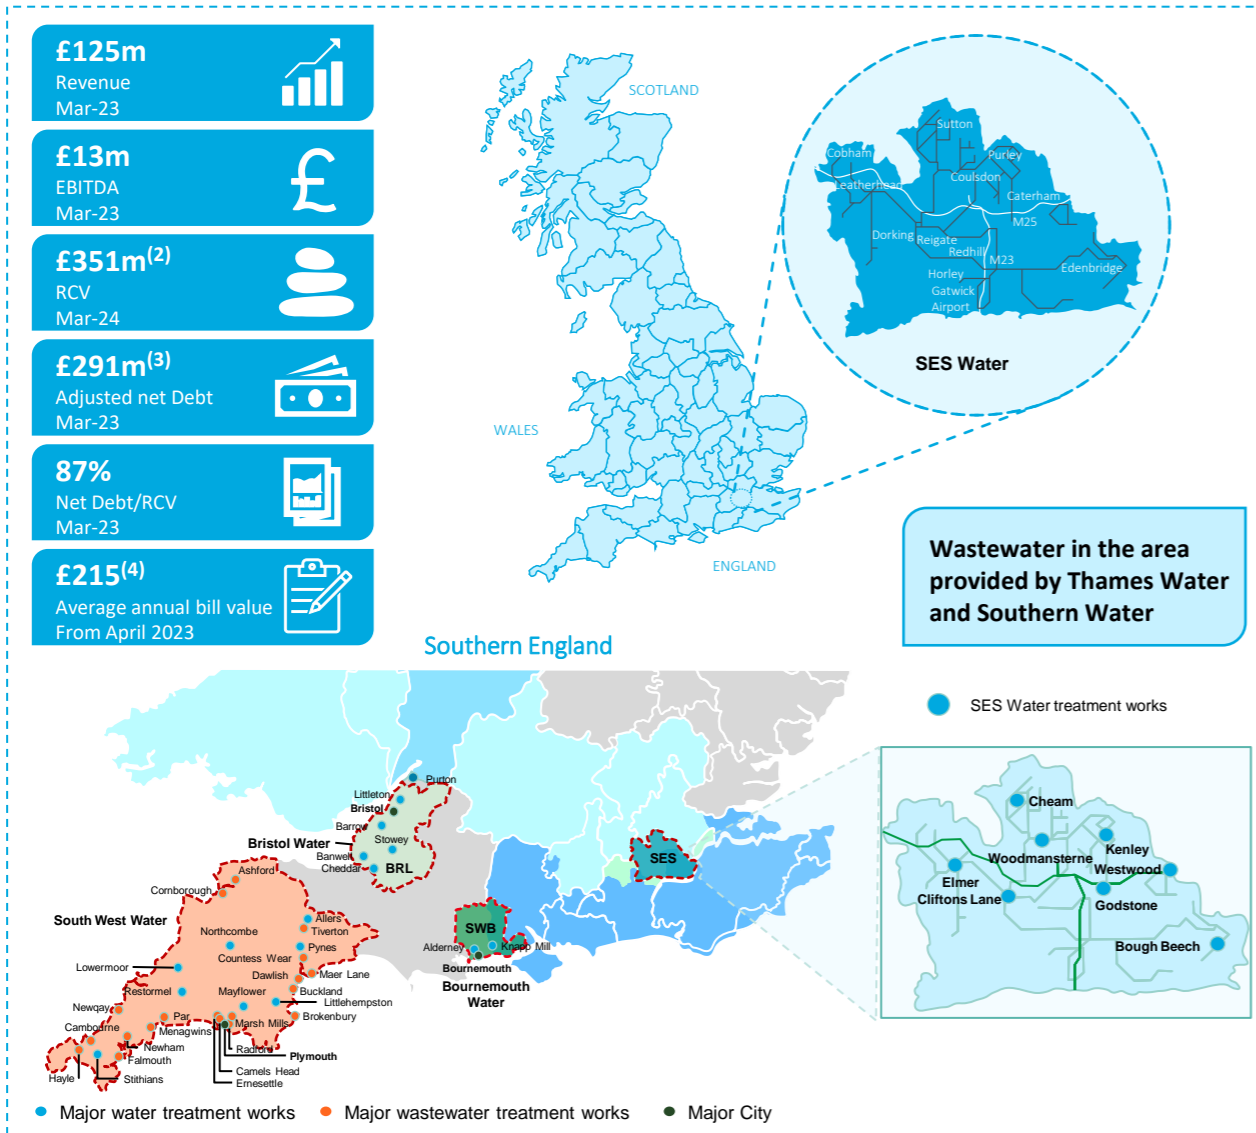 £125m
Revenue
Mar-23
£13m
EBITDA
Mar-23
£351m(2)
RCV
Mar-24
£291m(3)
Adjusted net Debt
Mar-23
87%
Net Debt/RCV
Mar-23
£215(4)
Average annual bill value
From April 2023
SCOTLAND
WALES
ENGLAND
Sutton
Cobham
Purley
Coulsdon
Leatherhead
Caterham
M25
Dorking
Reigate
Redhill
M23
Horley
Edenbridge
Gatwick
Airport
SES Water
Wastewater in the area
provided by Thames Water
and Southern Water
Southern England
SES Water treatment works
Purton
Littleton
Bristol
Barrow
Stowey
Bristol Water
Banwell
Cheddar
BRL
SES
Ashford
Cornborough
South West Water
Allers
Tiverton
Northcombe
Pynes
Countess Wear
Lowermoor
Maer Lane
Dawlish
Buckland
Restormel
Mayflower
Littlehempston
Newqay
Par
Brokenbury
Cambourne
Menagwins
Marsh Mills
Newham
Radford
Falmouth
Plymouth
Camels Head
Hayle
Stithians
Ernesettle
SWB
Alderney
Knapp Mill
Bournemouth
Bournemouth
Water
Cheam
Kenley
Woodmansterne
Westwood
Elmer
Cliftons Lane
Godstone
Bough Beech
Major water treatment works
Major wastewater treatment works
Major City